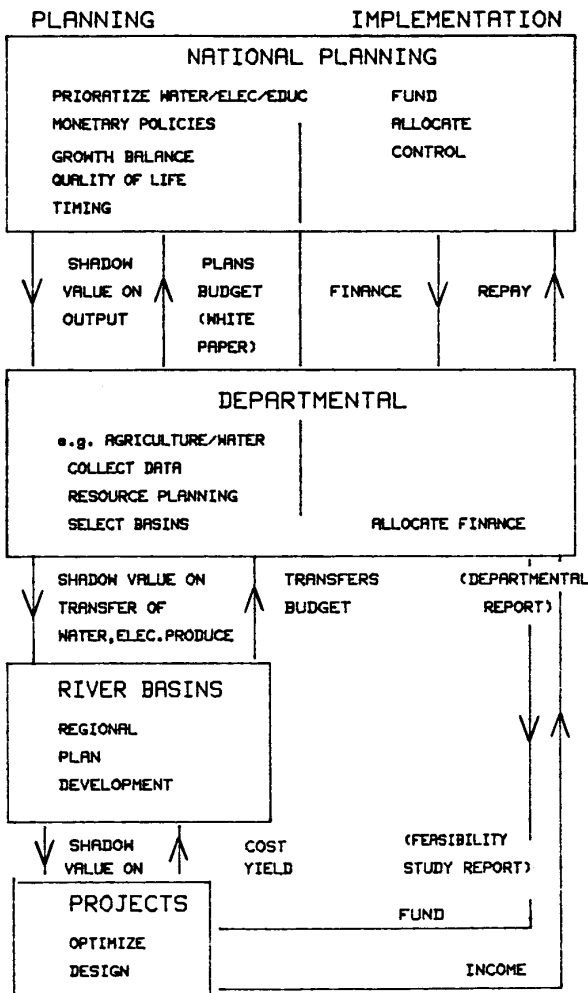 PLANNING IMPLEMENTATION
NATIONAL PLANNING
PRIORATIZE WATER/ELEC/EDUC
MONETARY POLICIES
GROWTH BALANCE
QUALITY OF LIFE
TIMING
FUND
ALLOCATE
CONTROL
SHADOW
VALUE ON
OUTPUT
PLANS
BUDGET
(WHITE
PAPER)
FINANCE
REPAY
DEPARTMENTAL
e.g. AGRICULTURE/WATER
COLLECT DATA
RESOURCE PLANNING
SELECT BASINS
ALLOCATE FINANCE
SHADOW VALUE ON
TRANSFER OF
WATER,ELEC.PRODUCE
TRANSFERS
BUDGET
(DEPARTMENTAL
REPORT)
RIVER BASINS
REGIONAL
PLAN
DEVELOPMENT
SHADOW
VALUE ON
COST
YIELD
(FEASIBILITY
STUDY REPORT)
PROJECTS
OPTIMIZE
DESIGN
FUND
INCOME